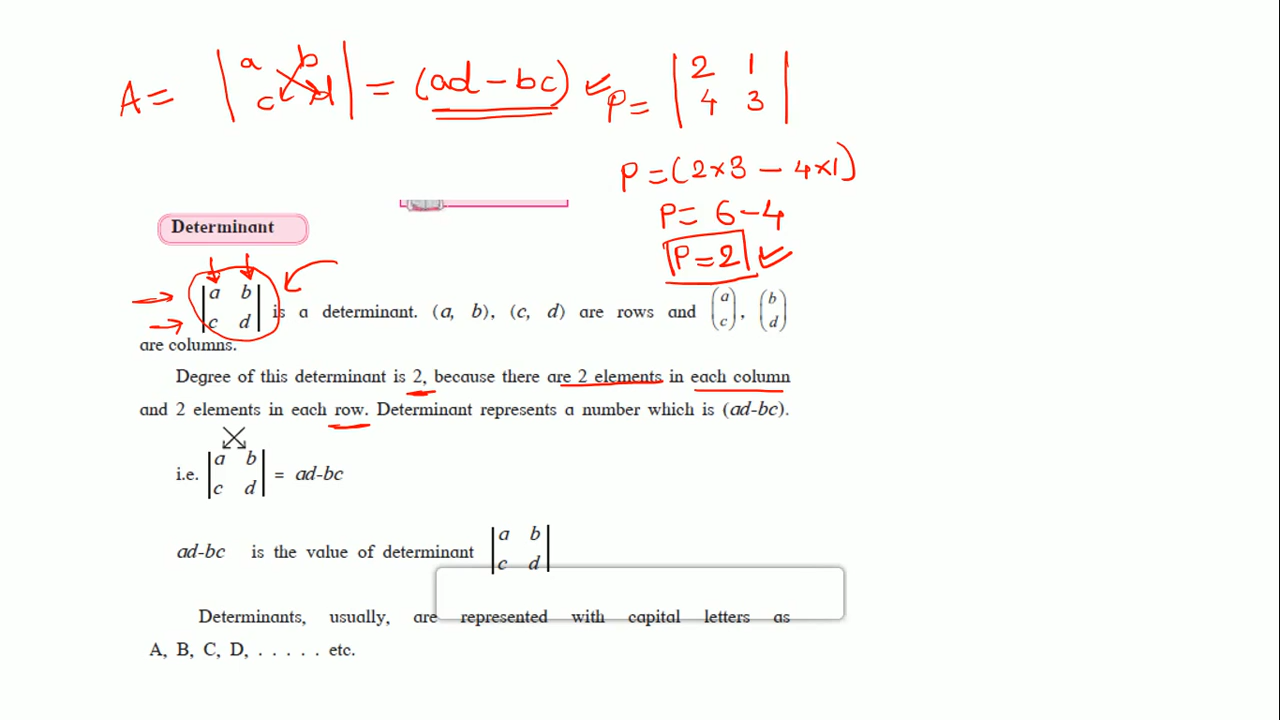 A = | a b | = (ad - bc) ✓ P = | 2 1 |
| c d | | 4 3 |
P = (2×3 - 4×1)
P = 6-4
P = 2 ✓
Determinant
| a b |
| c d | is a determinant. (a, b), (c, d) are rows and (a c), (b d)
are columns.
Degree of this determinant is 2, because there are 2 elements in each column
and 2 elements in each row. Determinant represents a number which is (ad-bc).
i.e. | a b | = ad-bc
| c d |
ad-bc is the value of determinant | a b |
| c d |
Determinants, usually, are represented with capital letters as
A, B, C, D, . . . . . etc.